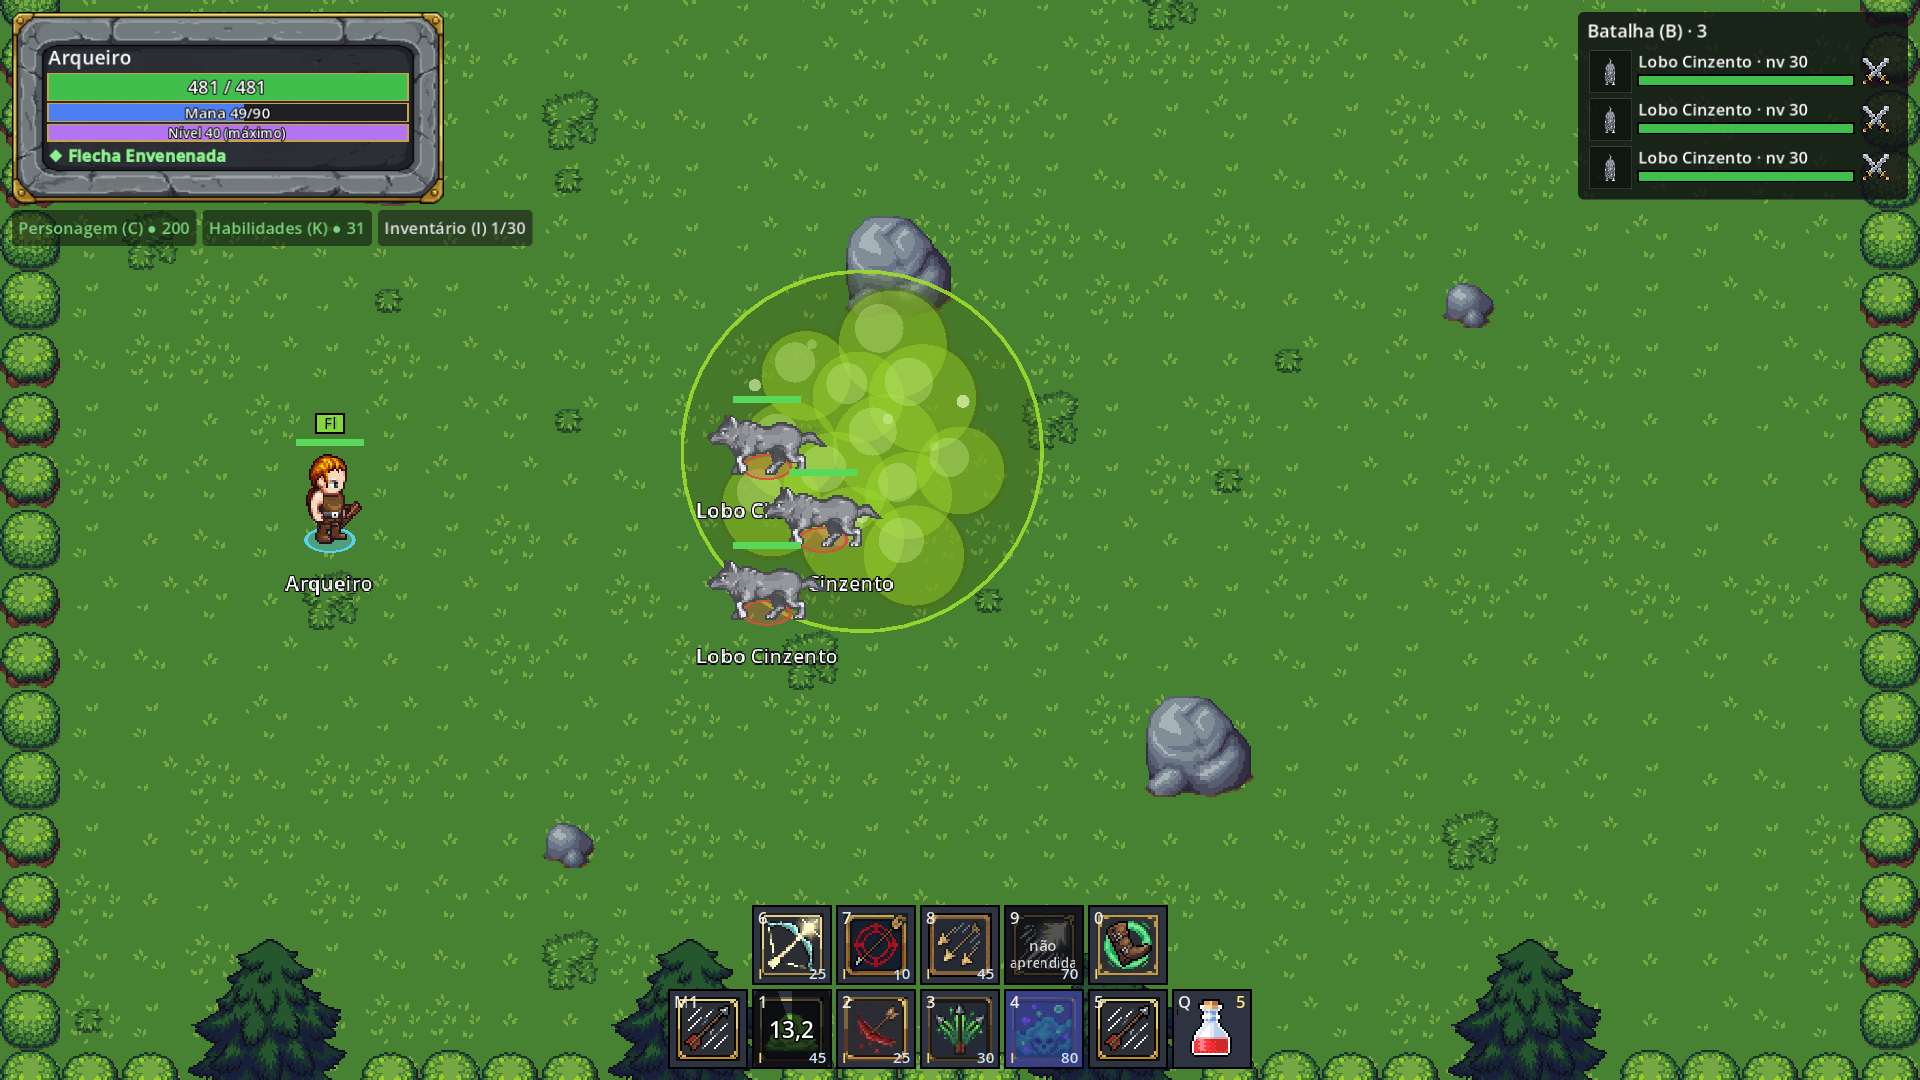 Arqueiro
481 / 481
Mana 49/90
Nível 40 (máximo)
◆ Flecha Envenenada
Personagem (C) ● 200
Habilidades (K) ● 31
Inventário (I) 1/30
Batalha (B) · 3
Lobo Cinzento · nv 30
Lobo Cinzento · nv 30
Lobo Cinzento · nv 30
Fl
Arqueiro
Lobo C
Cinzento
Lobo Cinzento
6
I
25
7
I
10
8
I
45
9
não
aprendida
70
0
I
M1
I
1
13,2
I
45
2
I
25
3
I
30
4
I
80
5
I
Q
5